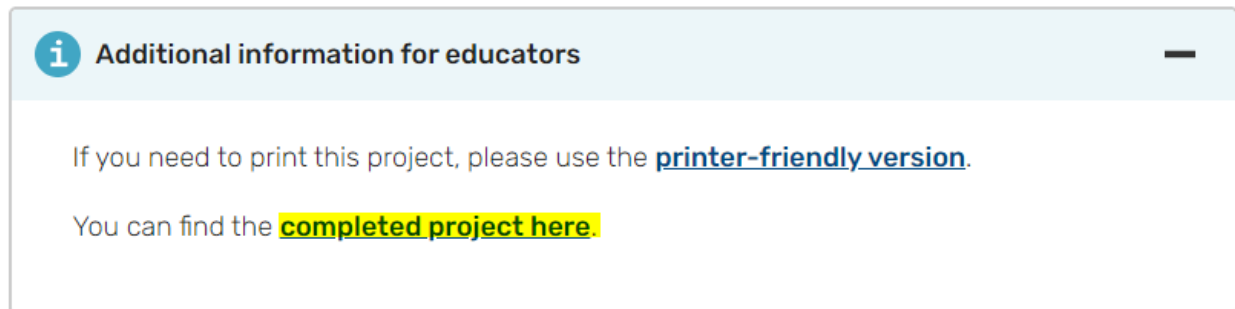 i Additional information for educators
If you need to print this project, please use the printer-friendly version.
You can find the completed project here.